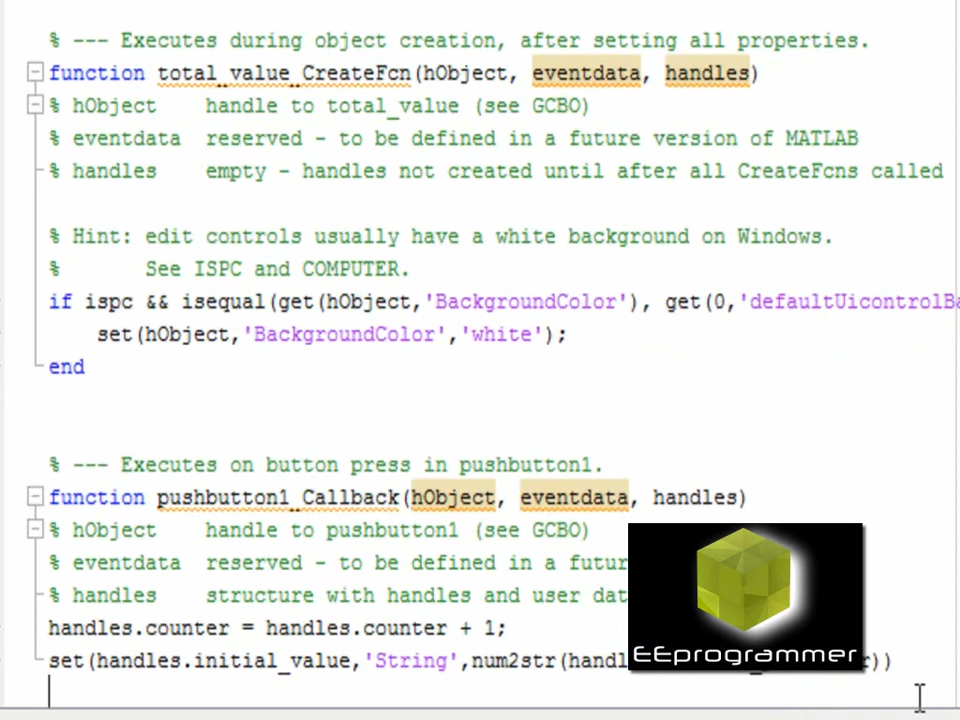 % --- Executes during object creation, after setting all properties.
function total_value_CreateFcn(hObject, eventdata, handles)
% hObject    handle to total_value (see GCBO)
% eventdata  reserved - to be defined in a future version of MATLAB
% handles    empty - handles not created until after all CreateFcns called
% Hint: edit controls usually have a white background on Windows.
%       See ISPC and COMPUTER.
if ispc && isequal(get(hObject,'BackgroundColor'), get(0,'defaultUicontrolBa
    set(hObject,'BackgroundColor','white');
end
% --- Executes on button press in pushbutton1.
function pushbutton1_Callback(hObject, eventdata, handles)
% hObject    handle to pushbutton1 (see GCBO)
% eventdata  reserved - to be defined in a futur
% handles    structure with handles and user dat
handles.counter = handles.counter + 1;
set(handles.initial_value,'String',num2str(handl
EEprogrammer